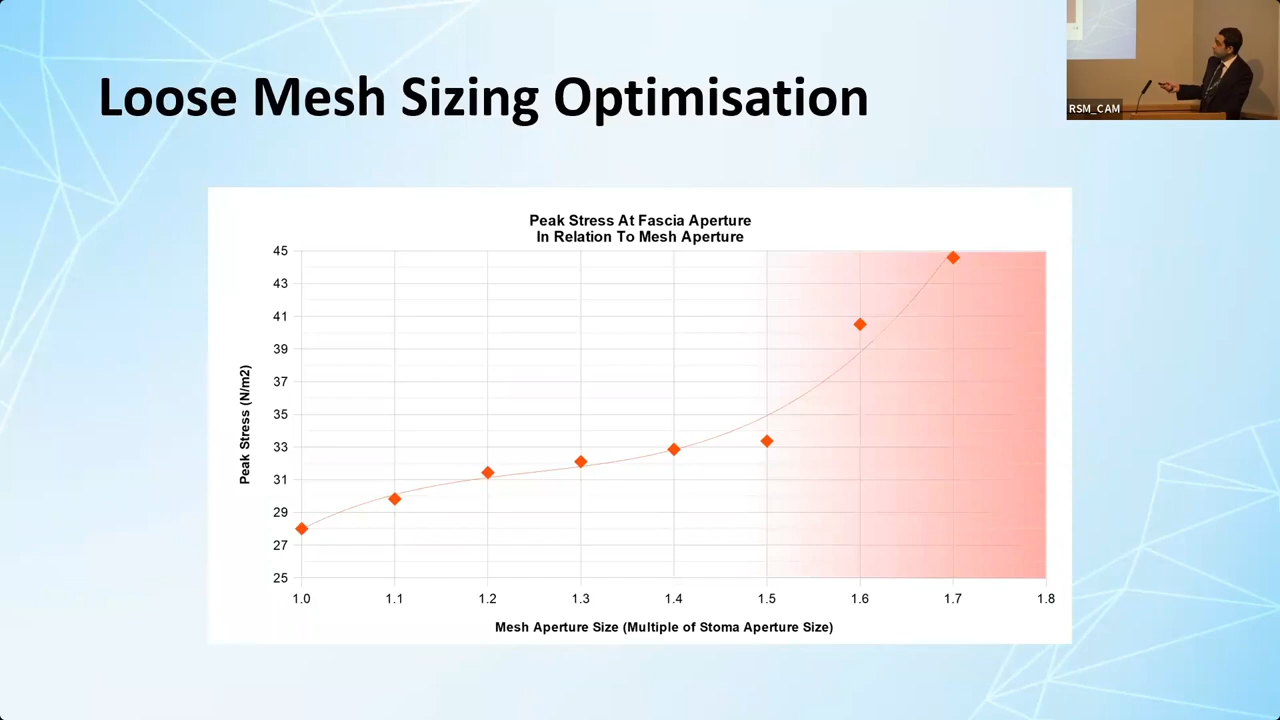 Loose Mesh Sizing Optimisation
RSM_CAM
Peak Stress At Fascia Aperture
In Relation To Mesh Aperture
Peak Stress (N/m2)
45
43
41
39
37
35
33
31
29
27
25
1.0 1.1 1.2 1.3 1.4 1.5 1.6 1.7 1.8
Mesh Aperture Size (Multiple of Stoma Aperture Size)